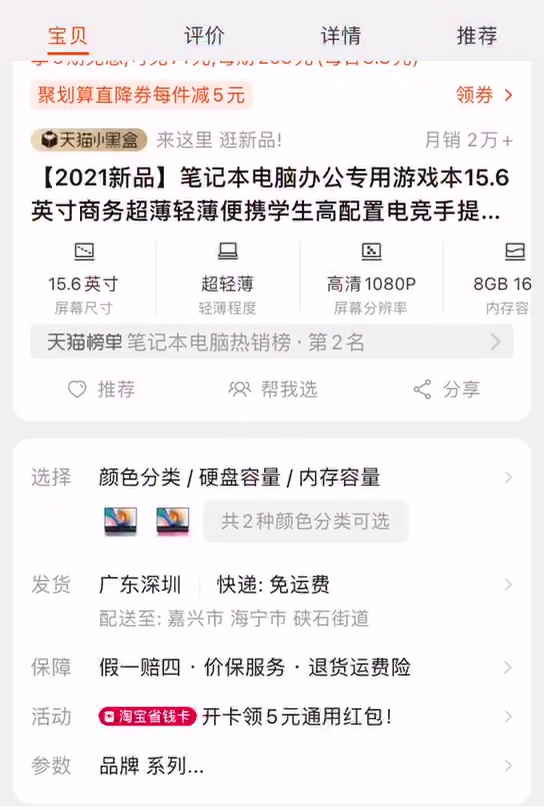 宝贝 评价 详情 推荐
聚划算直降券每件减5元 领券
天猫小黑盒 来这里 逛新品! 月销 2万+
【2021新品】笔记本电脑办公专用游戏本15.6
英寸商务超薄轻薄便携学生高配置电竞手提...
15.6英寸 超轻薄 高清1080P 8GB 16
屏幕尺寸 轻薄程度 屏幕分辨率 内存容
天猫榜单 笔记本电脑热销榜 · 第2名
推荐 帮我选 分享
选择 颜色分类 / 硬盘容量 / 内存容量
共2种颜色分类可选
发货 广东深圳 快递: 免运费
配送至: 嘉兴市 海宁市 硖石街道
保障 假一赔四 · 价保服务 · 退货运费险
活动 淘宝省钱卡 开卡领5元通用红包!
参数 品牌 系列...